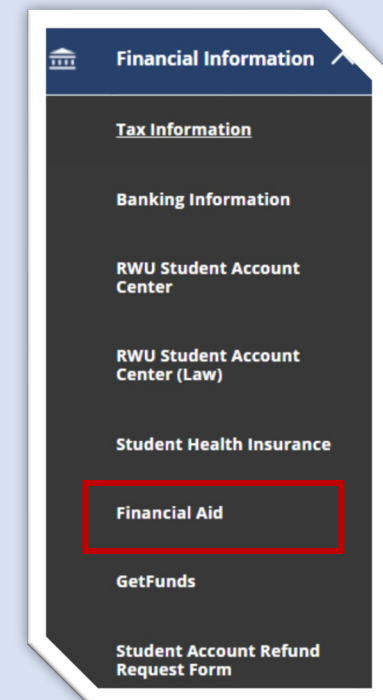 Financial Information
Tax Information
Banking Information
RWU Student Account
Center
RWU Student Account
Center (Law)
Student Health Insurance
Financial Aid
GetFunds
Student Account Refund
Request Form